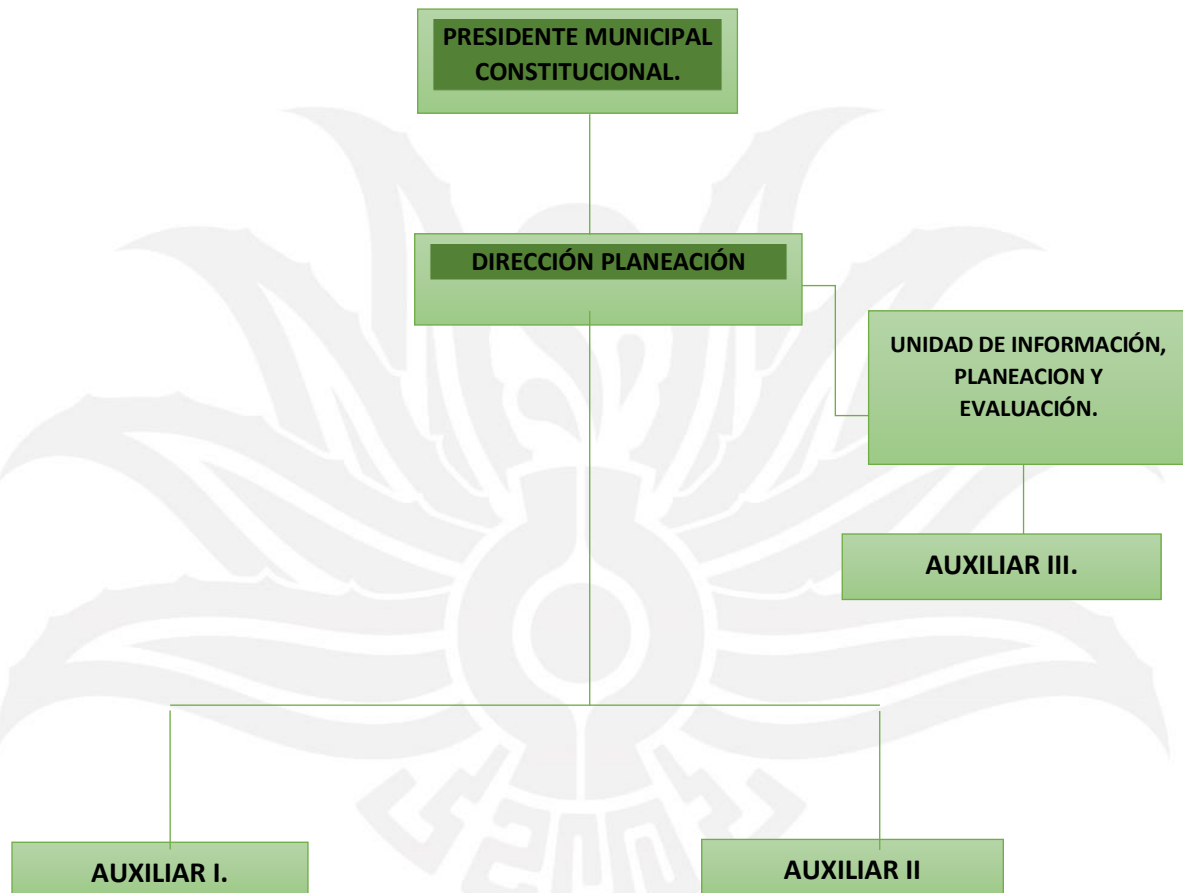 PRESIDENTE MUNICIPAL
CONSTITUCIONAL.
DIRECCIÓN PLANEACIÓN
UNIDAD DE INFORMACIÓN,
PLANEACION Y
EVALUACIÓN.
AUXILIAR III.
AUXILIAR I.
AUXILIAR II